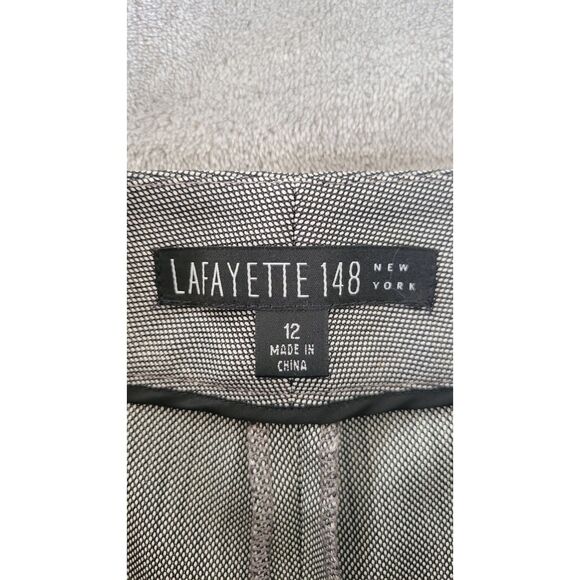 LAFAYETTE 148 NEW YORK
12
MADE IN
CHINA